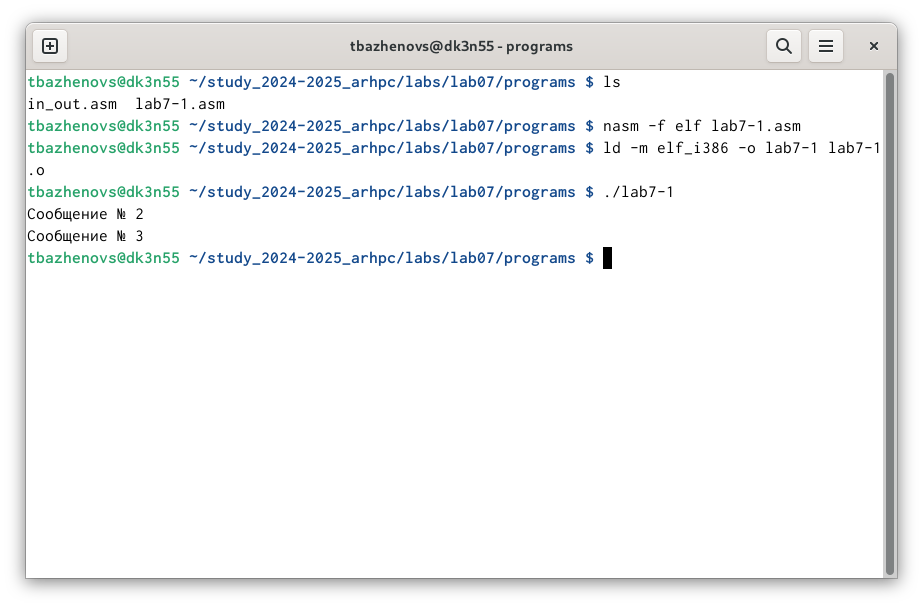 tbazhenovs@dk3n55 - programs
tbazhenovs@dk3n55 ~/study_2024-2025_arhpc/labs/lab07/programs $ ls
in_out.asm  lab7-1.asm
tbazhenovs@dk3n55 ~/study_2024-2025_arhpc/labs/lab07/programs $ nasm -f elf lab7-1.asm
tbazhenovs@dk3n55 ~/study_2024-2025_arhpc/labs/lab07/programs $ ld -m elf_i386 -o lab7-1 lab7-1
.o
tbazhenovs@dk3n55 ~/study_2024-2025_arhpc/labs/lab07/programs $ ./lab7-1
Сообщение № 2
Сообщение № 3
tbazhenovs@dk3n55 ~/study_2024-2025_arhpc/labs/lab07/programs $